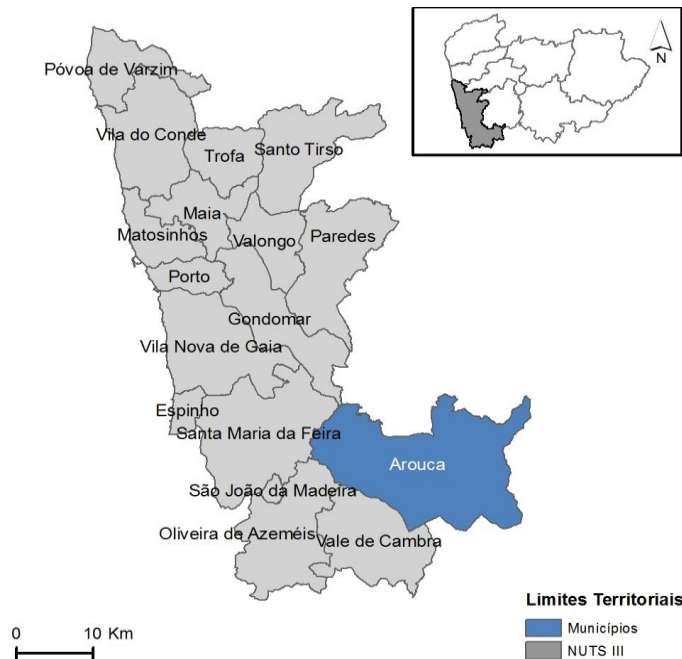 N
Póvoa de Varzim
Vila do Conde
Trofa
Santo Tirso
Maia
Matosinhos
Valongo
Paredes
Porto
Gondomar
Vila Nova de Gaia
Espinho
Santa Maria da Feira
Arouca
São João da Madeira
Oliveira de Azeméis
Vale de Cambra
Limites Territoriais
Municípios
NUTS III
0 10 Km